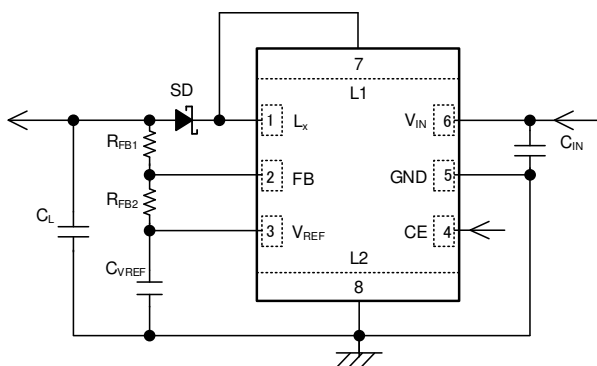 7
SD
L1
1 Lx VIN 6
RFB1 CIN
2 FB GND 5
RFB2
CL
3 VREF CE 4
L2
CVREF
8